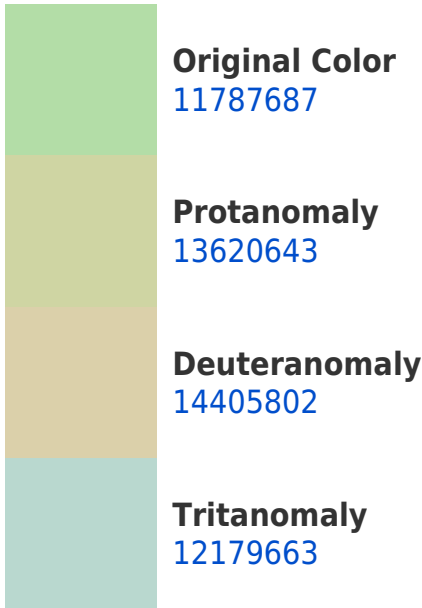 Original Color
11787687
Protanomaly
13620643
Deuteranomaly
14405802
Tritanomaly
12179663